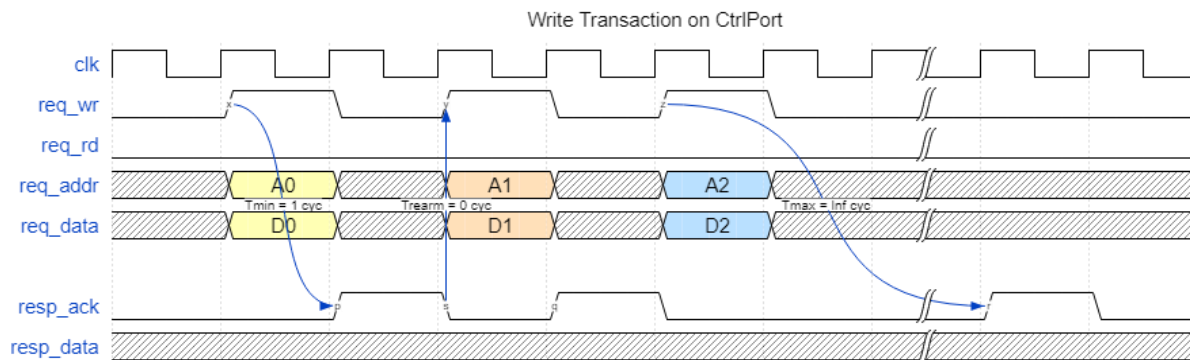 Write Transaction on CtrlPort
clk
req_wr x y z
req_rd
req_addr A0 A1 A2
Tmin = 1 cyc Trearm = 0 cyc Tmax = Inf cyc
req_data D0 D1 D2
resp_ack p s q r
resp_data